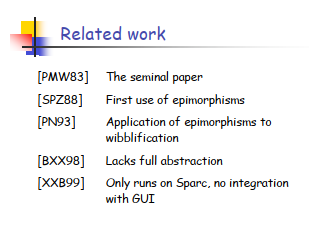 Related work
[PMW83] The seminal paper
[SPZ88] First use of epimorphisms
[PN93] Application of epimorphisms to
wibblification
[BXX98] Lacks full abstraction
[XXB99] Only runs on Sparc, no integration
with GUI